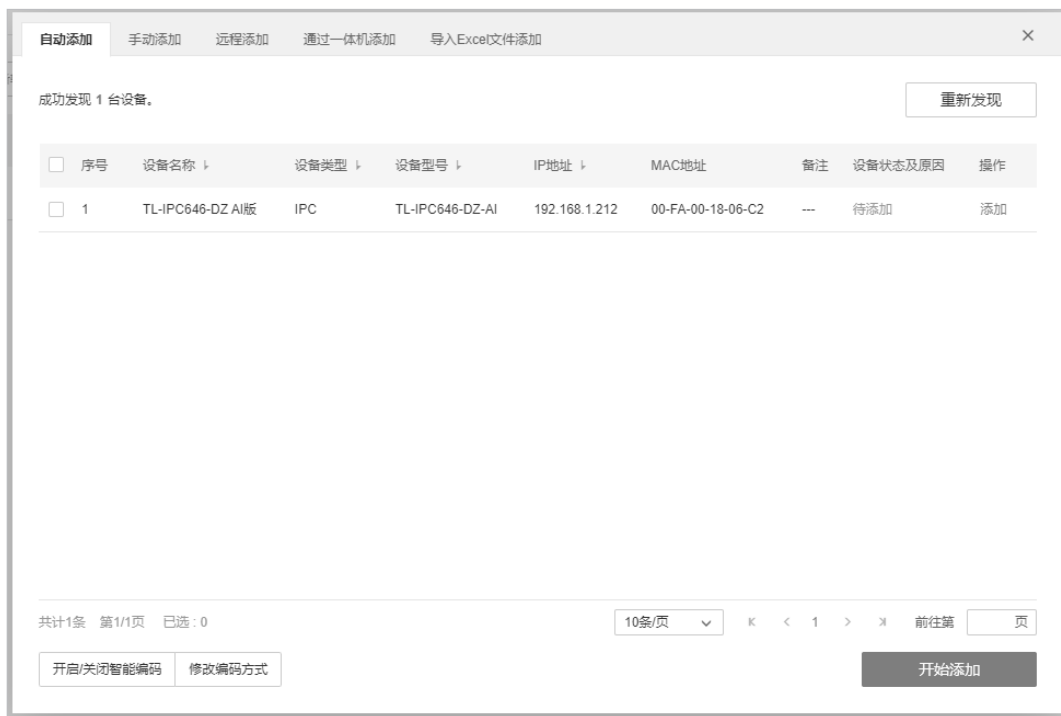 自动添加 手动添加 远程添加 通过一体机添加 导入Excel文件添加
成功发现 1 台设备。 重新发现
序号 设备名称 设备类型 设备型号 IP地址 MAC地址 备注 设备状态及原因 操作
1 TL-IPC646-DZ AI版 IPC TL-IPC646-DZ-AI 192.168.1.212 00-FA-00-18-06-C2 --- 待添加 添加
共计1条 第1/1页 已选 : 0 10条/页 1 前往第 页
开启/关闭智能编码 修改编码方式 开始添加